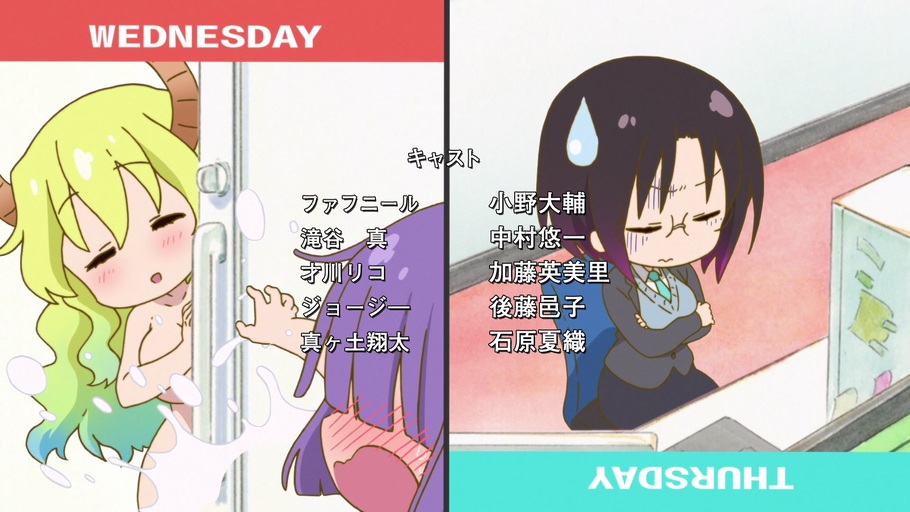 WEDNESDAY
キャスト
ファフニール 小野大輔
滝谷 真 中村悠一
才川リコ 加藤英美里
ジョージー 後藤邑子
真ヶ土翔太 石原夏織
THURSDAY